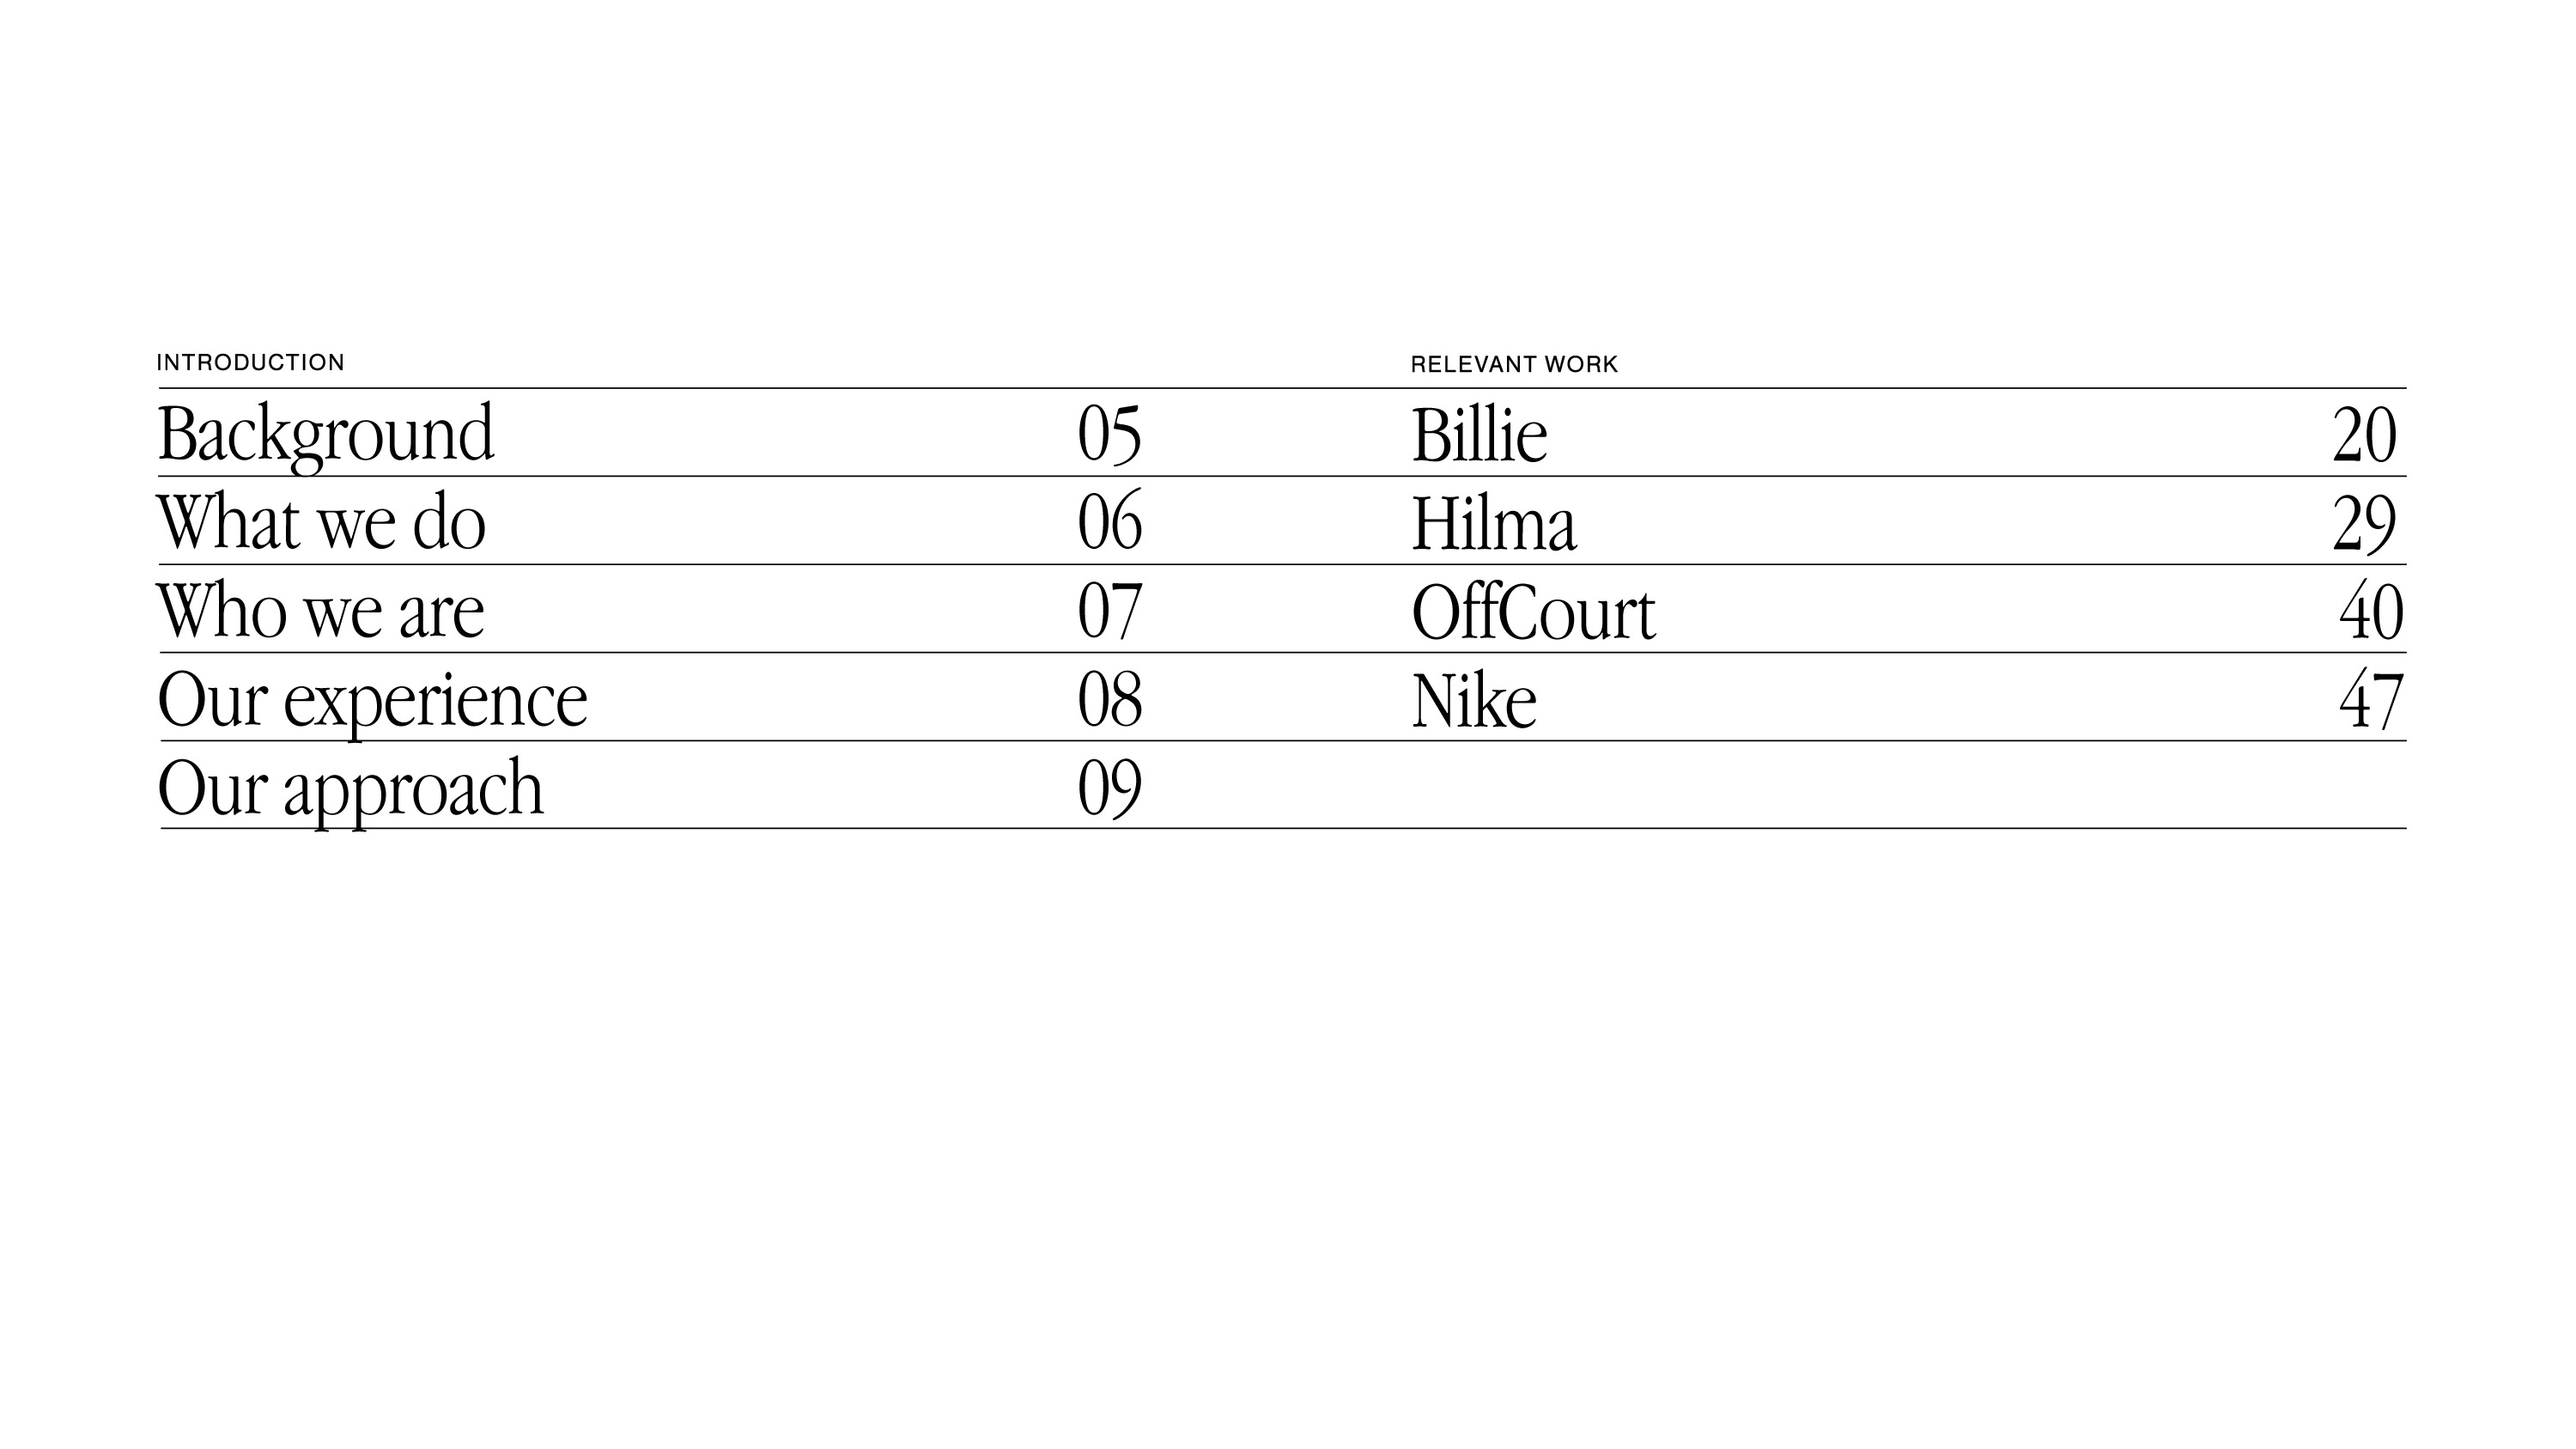 INTRODUCTION
Background 05
What we do 06
Who we are 07
Our experience 08
Our approach 09
RELEVANT WORK
Billie 20
Hilma 29
OffCourt 40
Nike 47